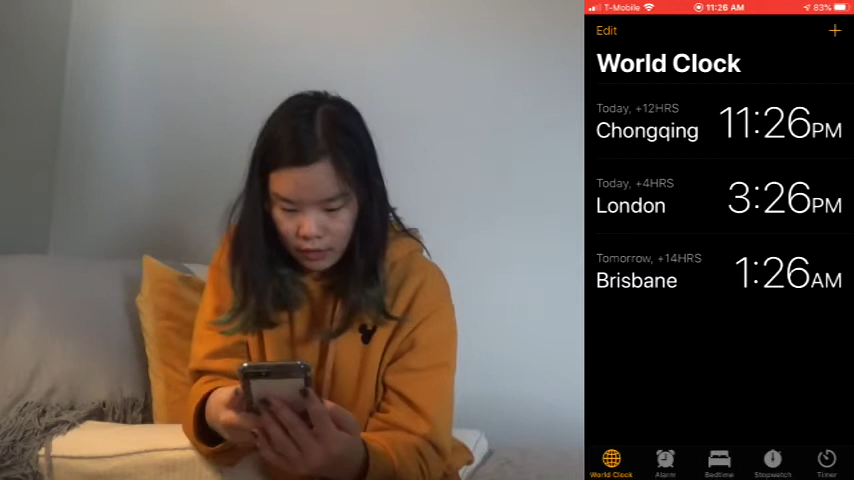 T-Mobile 11:26 AM 83%
Edit +
World Clock
Today, +12HRS
Chongqing 11:26PM
Today, +4HRS
London 3:26PM
Tomorrow, +14HRS
Brisbane 1:26AM
World Clock Alarm Bedtime Stopwatch Timer